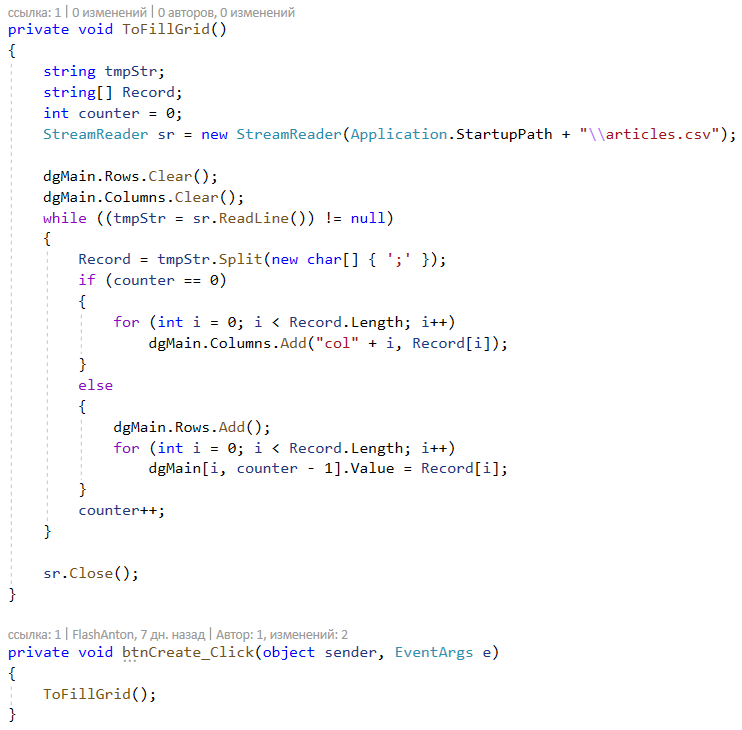 ссылка: 1 | 0 изменений | 0 авторов, 0 изменений
private void ToFillGrid()
{
    string tmpStr;
    string[] Record;
    int counter = 0;
    StreamReader sr = new StreamReader(Application.StartupPath + "\\articles.csv");

    dgMain.Rows.Clear();
    dgMain.Columns.Clear();
    while ((tmpStr = sr.ReadLine()) != null)
    {
        Record = tmpStr.Split(new char[] { ';' });
        if (counter == 0)
        {
            for (int i = 0; i < Record.Length; i++)
                dgMain.Columns.Add("col" + i, Record[i]);
        }
        else
        {
            dgMain.Rows.Add();
            for (int i = 0; i < Record.Length; i++)
                dgMain[i, counter - 1].Value = Record[i];
        }
        counter++;
    }

    sr.Close();
}

ссылка: 1 | FlashAnton, 7 дн. назад | Автор: 1, изменений: 2
private void btnCreate_Click(object sender, EventArgs e)
{
    ToFillGrid();
}